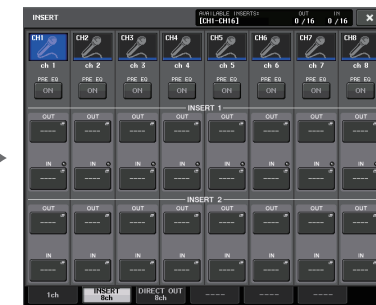 INSERT
AVAILABLE INSERTS: OUT IN
[CH1-CH16] 0 /16 0 /16
CH1 CH2 CH3 CH4 CH5 CH6 CH7 CH8
ch 1 ch 2 ch 3 ch 4 ch 5 ch 6 ch 7 ch 8
PRE EQ PRE EQ PRE EQ PRE EQ PRE EQ PRE EQ PRE EQ PRE EQ
ON ON ON ON ON ON ON ON
INSERT 1
OUT OUT OUT OUT OUT OUT OUT OUT
---- ---- ---- ---- ---- ---- ---- ----
IN IN IN IN IN IN IN IN
---- ---- ---- ---- ---- ---- ---- ----
INSERT 2
OUT OUT OUT OUT OUT OUT OUT OUT
---- ---- ---- ---- ---- ---- ---- ----
IN IN IN IN IN IN IN IN
---- ---- ---- ---- ---- ---- ---- ----
1ch INSERT 8ch DIRECT OUT 8ch ---- ---- ----